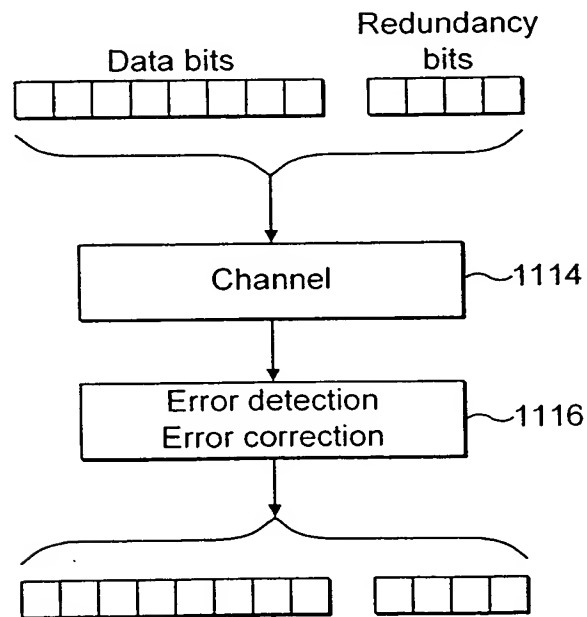 Data bits
Redundancy
bits
Channel
1114
Error detection
Error correction
1116